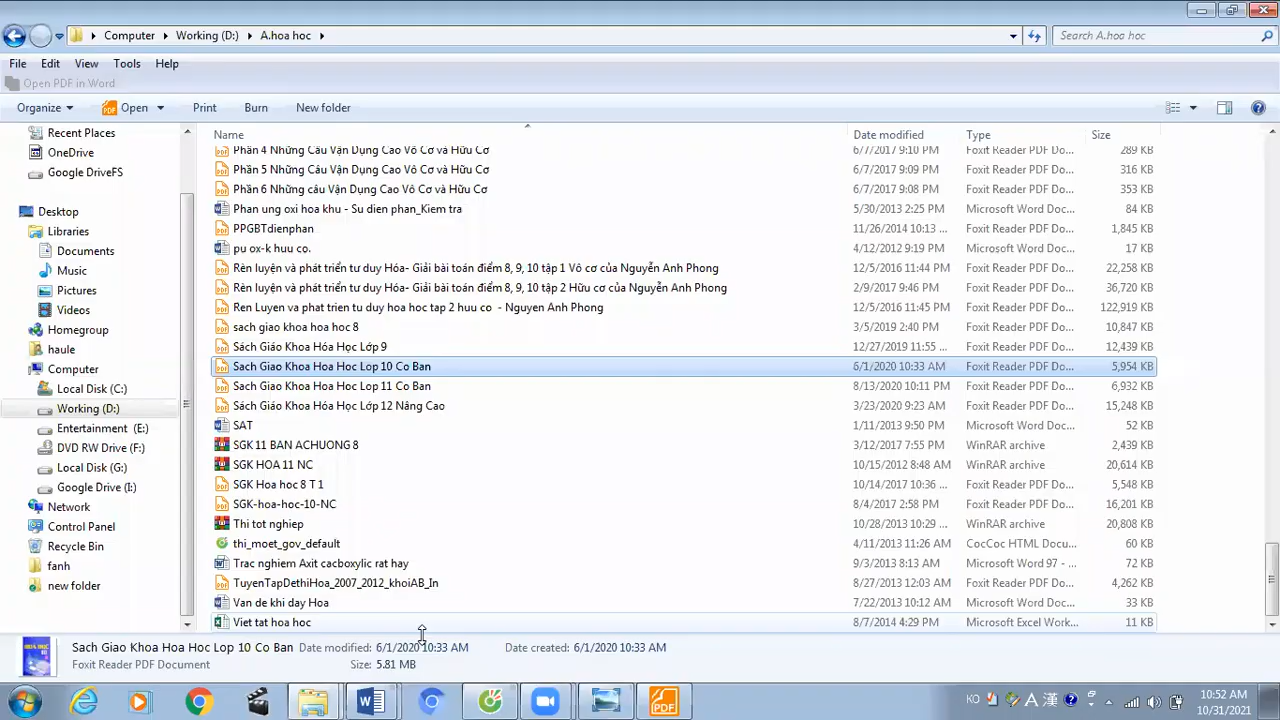 Computer ▸ Working (D:) ▸ A.hoa hoc ▸
Search A.hoa hoc
File Edit View Tools Help
Open PDF in Word
Organize Open Print Burn New folder
Name Date modified Type Size
Recent Places
OneDrive
Google DriveFS
Desktop
Libraries
Documents
Music
Pictures
Videos
Homegroup
haule
Computer
Local Disk (C:)
Working (D:)
Entertainment (E:)
DVD RW Drive (F:)
Local Disk (G:)
Google Drive (I:)
Network
Control Panel
Recycle Bin
fanh
new folder
Phần 4 Những Câu Vận Dụng Cao Vô Cơ và Hữu Cơ 6/7/2017 9:10 PM Foxit Reader PDF Do... 289 KB
Phần 5 Những Câu Vận Dụng Cao Vô Cơ và Hữu Cơ 6/7/2017 9:09 PM Foxit Reader PDF Do... 316 KB
Phần 6 Những câu Vận Dụng Cao Vô Cơ và Hữu Cơ 6/7/2017 9:08 PM Foxit Reader PDF Do... 353 KB
Phan ung oxi hoa khu - Su dien phan_Kiem tra 5/30/2013 2:25 PM Microsoft Word Doc... 84 KB
PPGBTdienphan 11/26/2014 10:13 ... Foxit Reader PDF Do... 1,845 KB
pu ox-k huu co. 4/12/2012 9:19 PM Microsoft Word Doc... 17 KB
Rèn luyện và phát triển tư duy Hóa- Giải bài toán điểm 8, 9, 10 tập 1 Vô cơ của Nguyễn Anh Phong 12/5/2016 11:44 PM Foxit Reader PDF Do... 22,258 KB
Rèn luyện và phát triển tư duy Hóa- Giải bài toán điểm 8, 9, 10 tập 2 Hữu cơ của Nguyễn Anh Phong 2/9/2017 9:46 PM Foxit Reader PDF Do... 36,720 KB
Ren Luyen va phat trien tu duy hoa hoc tap 2 huu co - Nguyen Anh Phong 12/5/2016 11:45 PM Foxit Reader PDF Do... 122,919 KB
sach giao khoa hoa hoc 8 3/5/2019 2:40 PM Foxit Reader PDF Do... 10,847 KB
Sách Giáo Khoa Hóa Học Lớp 9 12/27/2019 11:55 ... Foxit Reader PDF Do... 12,439 KB
Sach Giao Khoa Hoa Hoc Lop 10 Co Ban 6/1/2020 10:33 AM Foxit Reader PDF Do... 5,954 KB
Sach Giao Khoa Hoa Hoc Lop 11 Co Ban 8/13/2020 10:11 PM Foxit Reader PDF Do... 6,932 KB
Sách Giáo Khoa Hóa Học Lớp 12 Nâng Cao 3/23/2020 9:23 AM Foxit Reader PDF Do... 15,248 KB
SAT 1/11/2013 9:50 PM Microsoft Word Doc... 52 KB
SGK 11 BAN ACHUONG 8 3/12/2017 7:55 PM WinRAR archive 2,439 KB
SGK HOA 11 NC 10/15/2012 8:48 AM WinRAR archive 20,614 KB
SGK Hoa hoc 8 T 1 10/14/2017 10:36 ... Foxit Reader PDF Do... 5,548 KB
SGK-hoa-hoc-10-NC 8/4/2017 2:58 PM Foxit Reader PDF Do... 16,201 KB
Thi tot nghiep 10/28/2013 10:29 ... WinRAR archive 20,808 KB
thi_moet_gov_default 4/11/2013 11:26 AM CocCoc HTML Docu... 60 KB
Trac nghiem Axit cacboxylic rat hay 9/3/2013 8:13 AM Microsoft Word 97 - ... 72 KB
TuyenTapDethiHoa_2007_2012_khoiAB_In 8/27/2013 12:03 AM Foxit Reader PDF Do... 4,262 KB
Van de khi day Hoa 7/22/2013 10:12 AM Microsoft Word Doc... 33 KB
Viet tat hoa hoc 8/7/2014 4:29 PM Microsoft Excel Work... 11 KB
Sach Giao Khoa Hoa Hoc Lop 10 Co Ban Date modified: 6/1/2020 10:33 AM Date created: 6/1/2020 10:33 AM
Foxit Reader PDF Document Size: 5.81 MB
KO A 漢 10:52 AM
10/31/2021